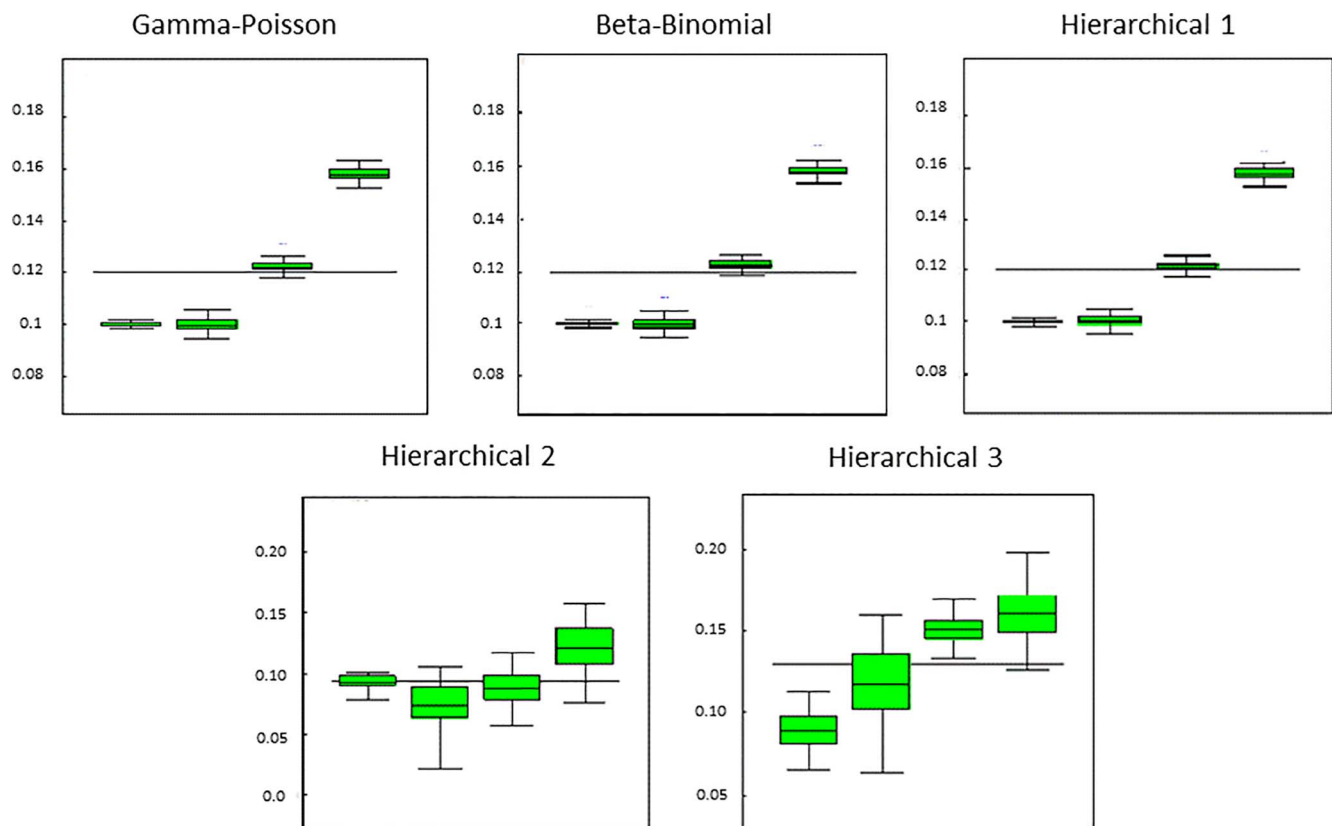 Gamma-Poisson Beta-Binomial Hierarchical 1
0.18 0.18 0.18
0.16 0.16 0.16
0.14 0.14 0.14
0.12 0.12 0.12
0.1 0.1 0.1
0.08 0.08 0.08
Hierarchical 2 Hierarchical 3
0.20 0.20
0.15 0.15
0.10 0.10
0.05 0.05
0.0